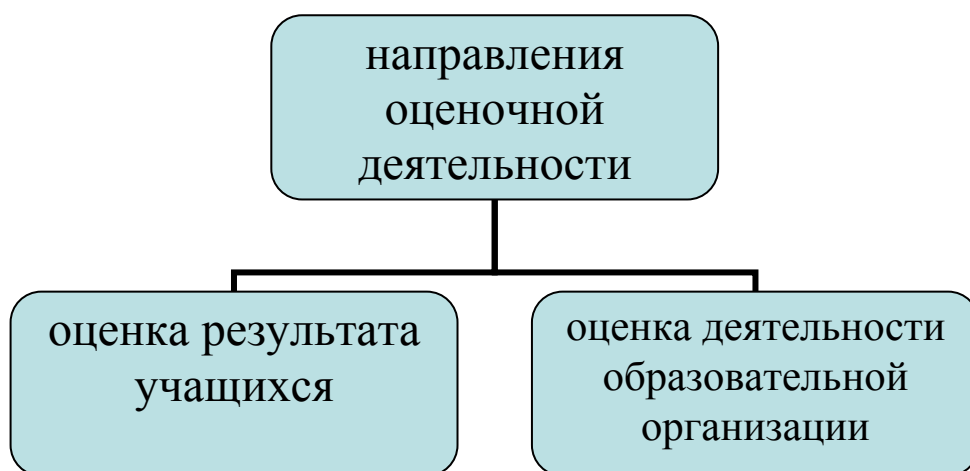 направления
оценочной
деятельности
оценка результата
учащихся
оценка деятельности
образовательной
организации